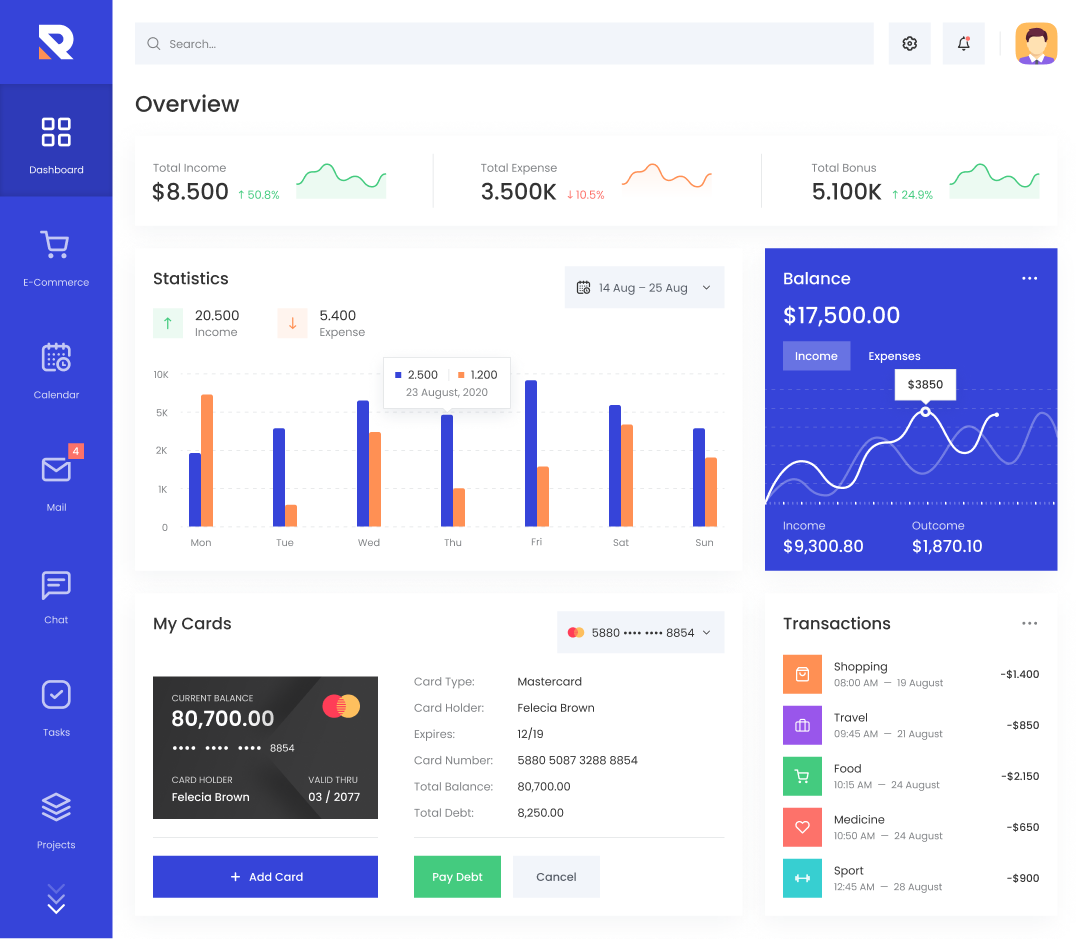 Search...
Overview
Total Income
$8.500 ↑ 50.8%
Total Expense
3.500K ↓ 10.5%
Total Bonus
5.100K ↑ 24.9%
Dashboard
E-Commerce
Calendar
4
Mail
Chat
Tasks
Projects
Statistics
14 Aug – 25 Aug
20.500
Income
5.400
Expense
2.500 1.200
23 August, 2020
10K
5K
2K
1K
0
Mon Tue Wed Thu Fri Sat Sun
Balance
$17,500.00
Income Expenses
$3850
Income Outcome
$9,300.80 $1,870.10
My Cards
5880 •••• •••• 8854
CURRENT BALANCE
80,700.00
•••• •••• •••• 8854
CARD HOLDER VALID THRU
Felecia Brown 03 / 2077
Card Type: Mastercard
Card Holder: Felecia Brown
Expires: 12/19
Card Number: 5880 5087 3288 8854
Total Balance: 80,700.00
Total Debt: 8,250.00
+ Add Card
Pay Debt Cancel
Transactions
Shopping
08:00 AM — 19 August
-$1.400
Travel
09:45 AM — 21 August
-$850
Food
10:15 AM — 24 August
-$2.150
Medicine
10:50 AM — 24 August
-$650
Sport
12:45 AM — 28 August
-$900